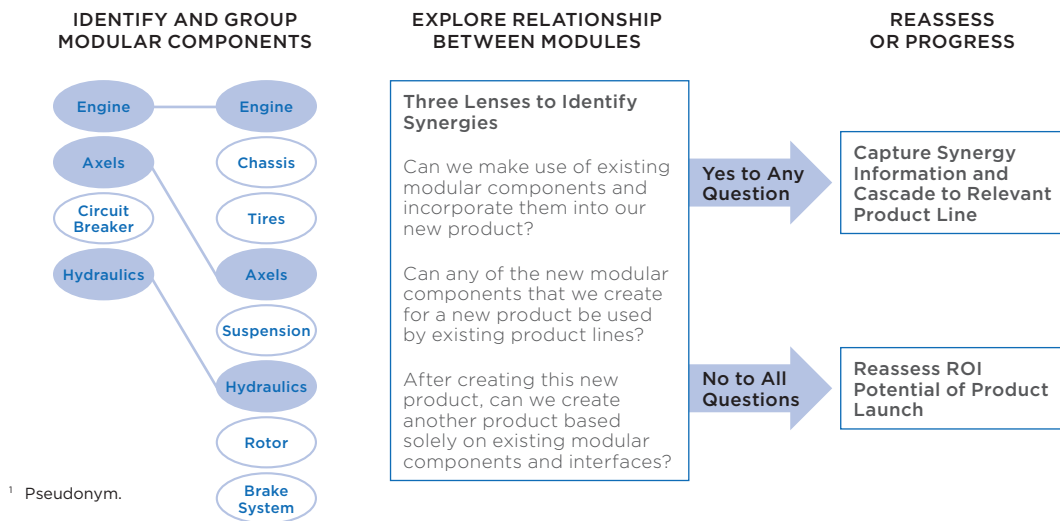 IDENTIFY AND GROUP
MODULAR COMPONENTS
Engine
Axels
Circuit
Breaker
Hydraulics
Engine
Chassis
Tires
Axels
Suspension
Hydraulics
Rotor
Brake
System
EXPLORE RELATIONSHIP
BETWEEN MODULES
Three Lenses to Identify
Synergies
Can we make use of existing
modular components and
incorporate them into our
new product?
Can any of the new modular
components that we create
for a new product be used
by existing product lines?
After creating this new
product, can we create
another product based
solely on existing modular
components and interfaces?
Yes to Any
Question
No to All
Questions
REASSESS
OR PROGRESS
Capture Synergy
Information and
Cascade to Relevant
Product Line
Reassess ROI
Potential of Product
Launch
1 Pseudonym.